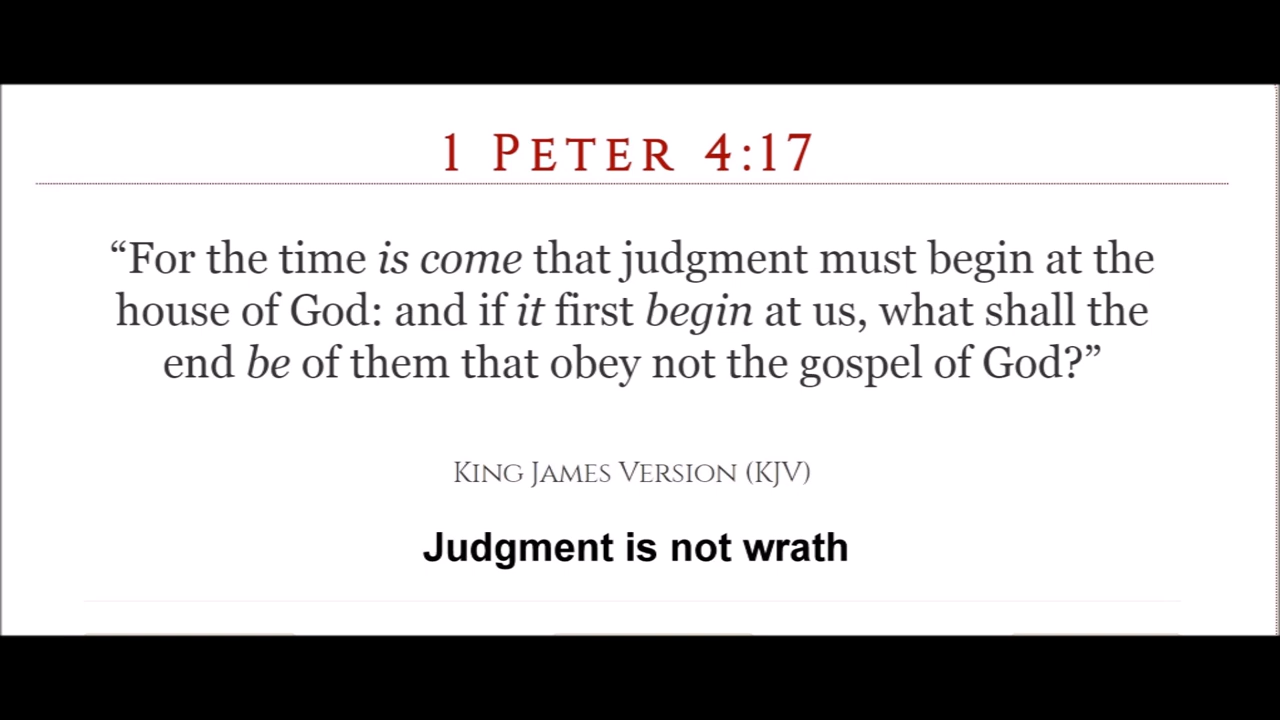 1 PETER 4:17
“For the time is come that judgment must begin at the
house of God: and if it first begin at us, what shall the
end be of them that obey not the gospel of God?”
KING JAMES VERSION (KJV)
Judgment is not wrath